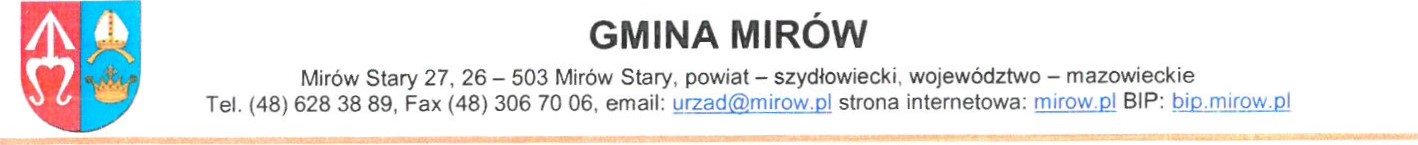 GMINA MIRÓW
Mirów Stary 27, 26 – 503 Mirów Stary, powiat – szydłowiecki, województwo – mazowieckie
Tel. (48) 628 38 89, Fax (48) 306 70 06, email: urzad@mirow.pl strona internetowa: mirow.pl BIP: bip.mirow.pl